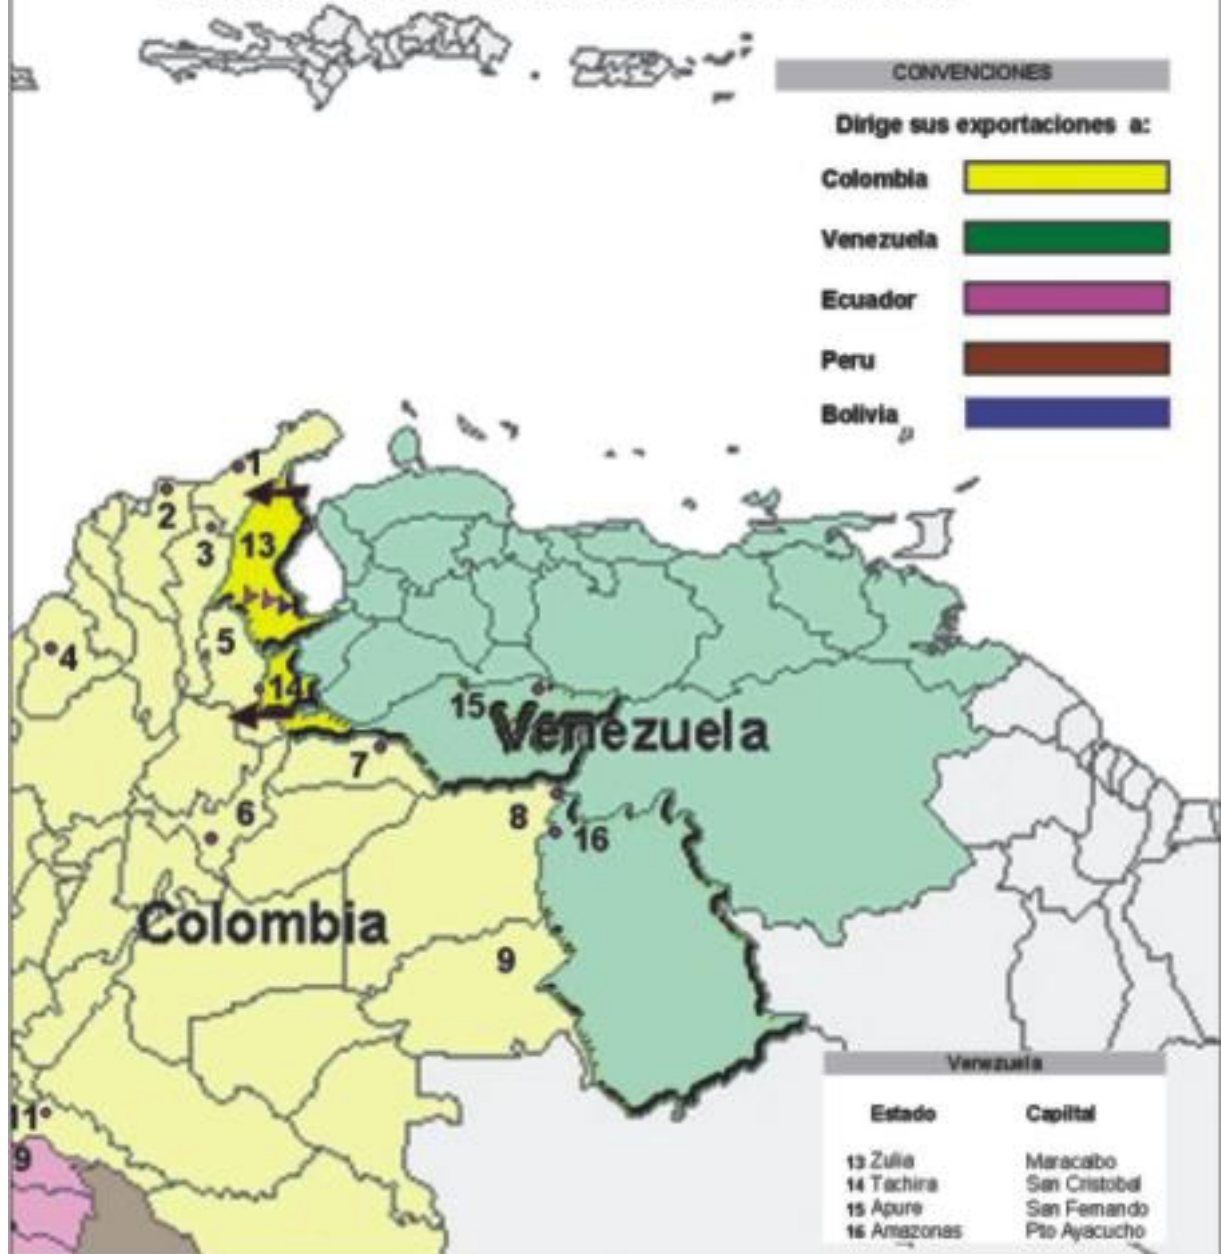 CONVENCIONES
Dirige sus exportaciones a:
Colombia
Venezuela
Ecuador
Peru
Bolivia
1
2
3
13
4
5
14
15
Venezuela
7
6
8
16
Colombia
9
11
9
Venezuela
Estado Capiltal
13 Zulia Maracaibo
14 Tachira San Cristobal
15 Apure San Fernando
16 Amazonas Pto Ayacucho